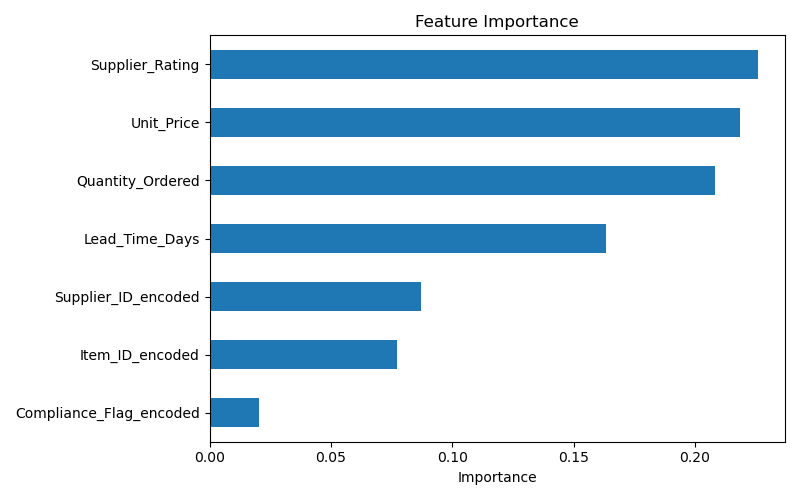 Feature Importance
Supplier_Rating
Unit_Price
Quantity_Ordered
Lead_Time_Days
Supplier_ID_encoded
Item_ID_encoded
Compliance_Flag_encoded
0.00 0.05 0.10 0.15 0.20
Importance